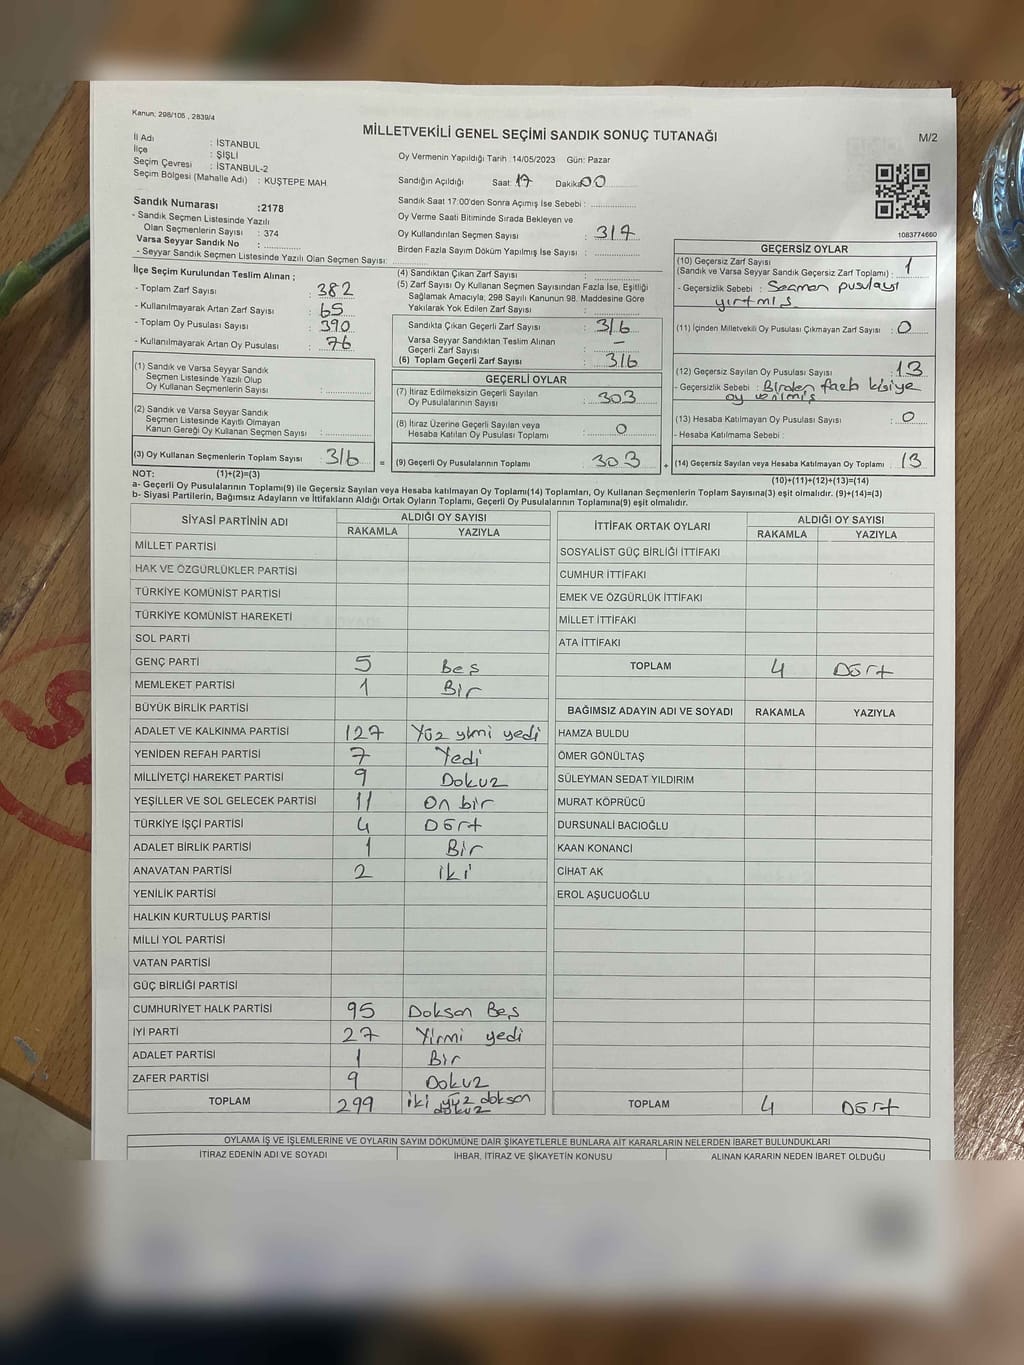 Kanun: 298/105 , 2839/4
MİLLETVEKİLİ GENEL SEÇİMİ SANDIK SONUÇ TUTANAĞI
M/2
İl Adı : İSTANBUL
İlçe : ŞİŞLİ
Seçim Çevresi : İSTANBUL-2
Seçim Bölgesi (Mahalle Adı) : KUŞTEPE MAH
Oy Vermenin Yapıldığı Tarih :14/05/2023 Gün: Pazar
Sandığın Açıldığı Saat: 17 Dakika 00
Sandık Saat 17:00'den Sonra Açımış İse Sebebi :
Oy Verme Saati Bitiminde Sırada Bekleyen ve
Oy Kullandırılan Seçmen Sayısı : 317
Birden Fazla Sayım Döküm Yapılmış İse Sayısı :
1083774660
Sandık Numarası :2178
- Sandık Seçmen Listesinde Yazılı
Olan Seçmenlerin Sayısı : 374
Varsa Seyyar Sandık No :
- Seyyar Sandık Seçmen Listesinde Yazılı Olan Seçmen Sayısı:
İlçe Seçim Kurulundan Teslim Alınan ;
- Toplam Zarf Sayısı : 382
- Kullanılmayarak Artan Zarf Sayısı : 65
- Toplam Oy Pusulası Sayısı : 390
- Kullanılmayarak Artan Oy Pusulası : 76
(1) Sandık ve Varsa Seyyar Sandık
Seçmen Listesinde Yazılı Olup
Oy Kullanan Seçmenlerin Sayısı :
(2) Sandık ve Varsa Seyyar Sandık
Seçmen Listesinde Kayıtlı Olmayan
Kanun Gereği Oy Kullanan Seçmen Sayısı :
(3) Oy Kullanan Seçmenlerin Toplam Sayısı 316 =
(4) Sandıktan Çıkan Zarf Sayısı :
(5) Zarf Sayısı Oy Kullanan Seçmen Sayısından Fazla İse, Eşitliği
Sağlamak Amacıyla; 298 Sayılı Kanunun 98. Maddesine Göre
Yakılarak Yok Edilen Zarf Sayısı :
Sandıkta Çıkan Geçerli Zarf Sayısı : 316
Varsa Seyyar Sandıktan Teslim Alınan
Geçerli Zarf Sayısı : –
(6) Toplam Geçerli Zarf Sayısı : 316
GEÇERLİ OYLAR
(7) İtiraz Edilmeksizin Geçerli Sayılan
Oy Pusulalarının Sayısı : 303
(8) İtiraz Üzerine Geçerli Sayılan veya
Hesaba Katılan Oy Pusulası Toplamı : 0
(9) Geçerli Oy Pusulalarının Toplamı : 303 +
GEÇERSİZ OYLAR
(10) Geçersiz Zarf Sayısı
(Sandık ve Varsa Seyyar Sandık Geçersiz Zarf Toplamı) : 1
- Geçersizlik Sebebi : Seçmen pusulayı
yırtmış
(11) İçinden Milletvekili Oy Pusulası Çıkmayan Zarf Sayısı : 0
(12) Geçersiz Sayılan Oy Pusulası Sayısı : 13
- Geçersizlik Sebebi : Birden fazla kişiye
oy verilmiş
(13) Hesaba Katılmayan Oy Pusulası Sayısı : 0
- Hesaba Katılmama Sebebi :
(14) Geçersiz Sayılan veya Hesaba Katılmayan Oy Toplamı : 13
NOT: (1)+(2)=(3)
(10)+(11)+(12)+(13)=(14)
a- Geçerli Oy Pusulalarının Toplamı(9) ile Geçersiz Sayılan veya Hesaba katılmayan Oy Toplamı(14) Toplamları, Oy Kullanan Seçmenlerin Toplam Sayısına(3) eşit olmalıdır. (9)+(14)=(3)
b- Siyasi Partilerin, Bağımsız Adayların ve İttifakların Aldığı Ortak Oyların Toplamı, Geçerli Oy Pusulalarının Toplamına(9) eşit olmalıdır.
SİYASİ PARTİNİN ADI ALDIĞI OY SAYISI
RAKAMLA YAZIYLA
MİLLET PARTİSİ
HAK VE ÖZGÜRLÜKLER PARTİSİ
TÜRKİYE KOMÜNİST PARTİSİ
TÜRKİYE KOMÜNİST HAREKETİ
SOL PARTİ
GENÇ PARTİ 5 Beş
MEMLEKET PARTİSİ 1 Bir
BÜYÜK BİRLİK PARTİSİ
ADALET VE KALKINMA PARTİSİ 127 Yüz yirmi yedi
YENİDEN REFAH PARTİSİ 7 Yedi
MİLLİYETÇİ HAREKET PARTİSİ 9 Dokuz
YEŞİLLER VE SOL GELECEK PARTİSİ 11 On bir
TÜRKİYE İŞÇİ PARTİSİ 4 Dört
ADALET BİRLİK PARTİSİ 1 Bir
ANAVATAN PARTİSİ 2 iki
YENİLİK PARTİSİ
HALKIN KURTULUŞ PARTİSİ
MİLLİ YOL PARTİSİ
VATAN PARTİSİ
GÜÇ BİRLİĞİ PARTİSİ
CUMHURİYET HALK PARTİSİ 95 Doksan Beş
İYİ PARTİ 27 Yirmi yedi
ADALET PARTİSİ 1 Bir
ZAFER PARTİSİ 9 Dokuz
TOPLAM 299 iki yüz doksan
dokuz
İTTİFAK ORTAK OYLARI ALDIĞI OY SAYISI
RAKAMLA YAZIYLA
SOSYALİST GÜÇ BİRLİĞİ İTTİFAKI
CUMHUR İTTİFAKI
EMEK VE ÖZGÜRLÜK İTTİFAKI
MİLLET İTTİFAKI
ATA İTTİFAKI
TOPLAM 4 Dört
BAĞIMSIZ ADAYIN ADI VE SOYADI RAKAMLA YAZIYLA
HAMZA BULDU
ÖMER GÖNÜLTAŞ
SÜLEYMAN SEDAT YILDIRIM
MURAT KÖPRÜCÜ
DURSUNALİ BACIOĞLU
KAAN KONANCİ
CİHAT AK
EROL AŞUCUOĞLU
TOPLAM 4 Dört
OYLAMA İŞ VE İŞLEMLERİNE VE OYLARIN SAYIM DÖKÜMÜNE DAİR ŞİKAYETLERLE BUNLARA AİT KARARLARIN NELERDEN İBARET BULUNDUKLARI
İTİRAZ EDENİN ADI VE SOYADI İHBAR, İTİRAZ VE ŞİKAYETİN KONUSU ALINAN KARARIN NEDEN İBARET OLDUĞU